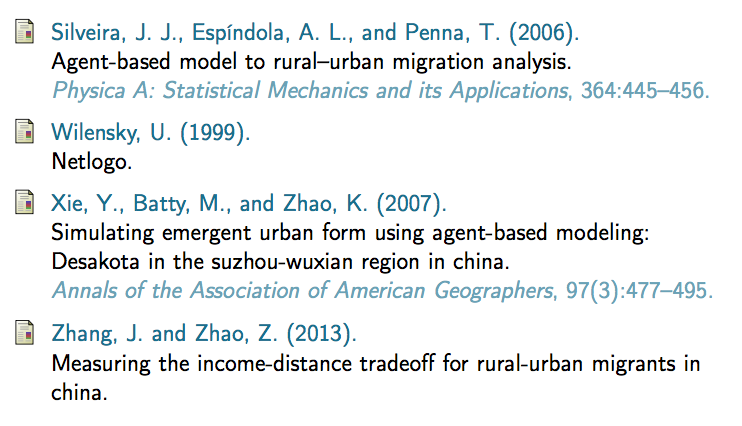 Silveira, J. J., Espíndola, A. L., and Penna, T. (2006).
Agent-based model to rural–urban migration analysis.
Physica A: Statistical Mechanics and its Applications, 364:445–456.
Wilensky, U. (1999).
Netlogo.
Xie, Y., Batty, M., and Zhao, K. (2007).
Simulating emergent urban form using agent-based modeling:
Desakota in the suzhou-wuxian region in china.
Annals of the Association of American Geographers, 97(3):477–495.
Zhang, J. and Zhao, Z. (2013).
Measuring the income-distance tradeoff for rural-urban migrants in
china.